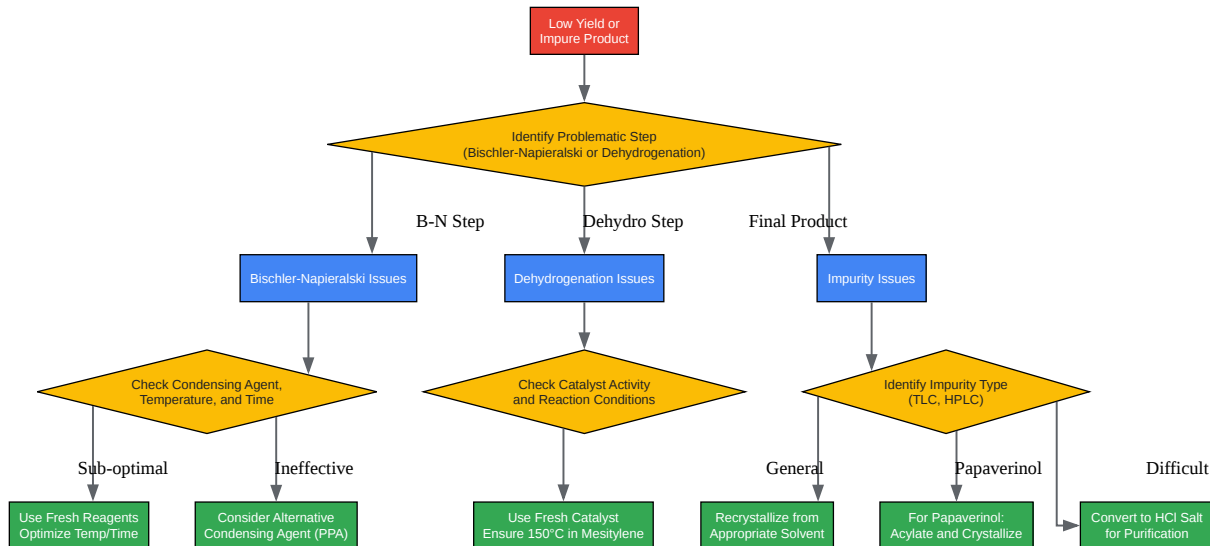 Low Yield or
Impure Product
Identify Problematic Step
(Bischler-Napieralski or Dehydrogenation)
B-N Step
Dehydro Step
Final Product
Bischler-Napieralski Issues
Dehydrogenation Issues
Impurity Issues
Check Condensing Agent,
Temperature, and Time
Check Catalyst Activity
and Reaction Conditions
Identify Impurity Type
(TLC, HPLC)
Sub-optimal
Ineffective
General
Papaverinol
Difficult
Use Fresh Reagents
Optimize Temp/Time
Consider Alternative
Condensing Agent (PPA)
Use Fresh Catalyst
Ensure 150°C in Mesitylene
Recrystallize from
Appropriate Solvent
For Papaverinol:
Acylate and Crystallize
Convert to HCl Salt
for Purification